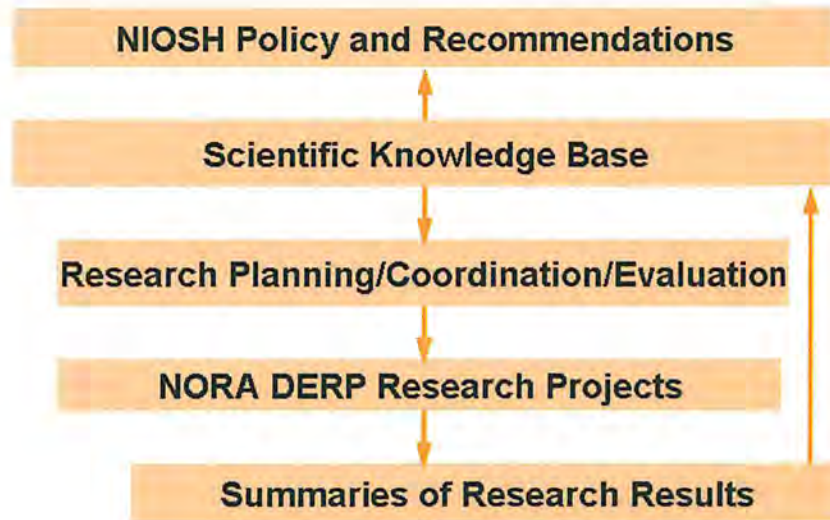 NIOSH Policy and Recommendations
Scientific Knowledge Base
Research Planning/Coordination/Evaluation
NORA DERP Research Projects
Summaries of Research Results